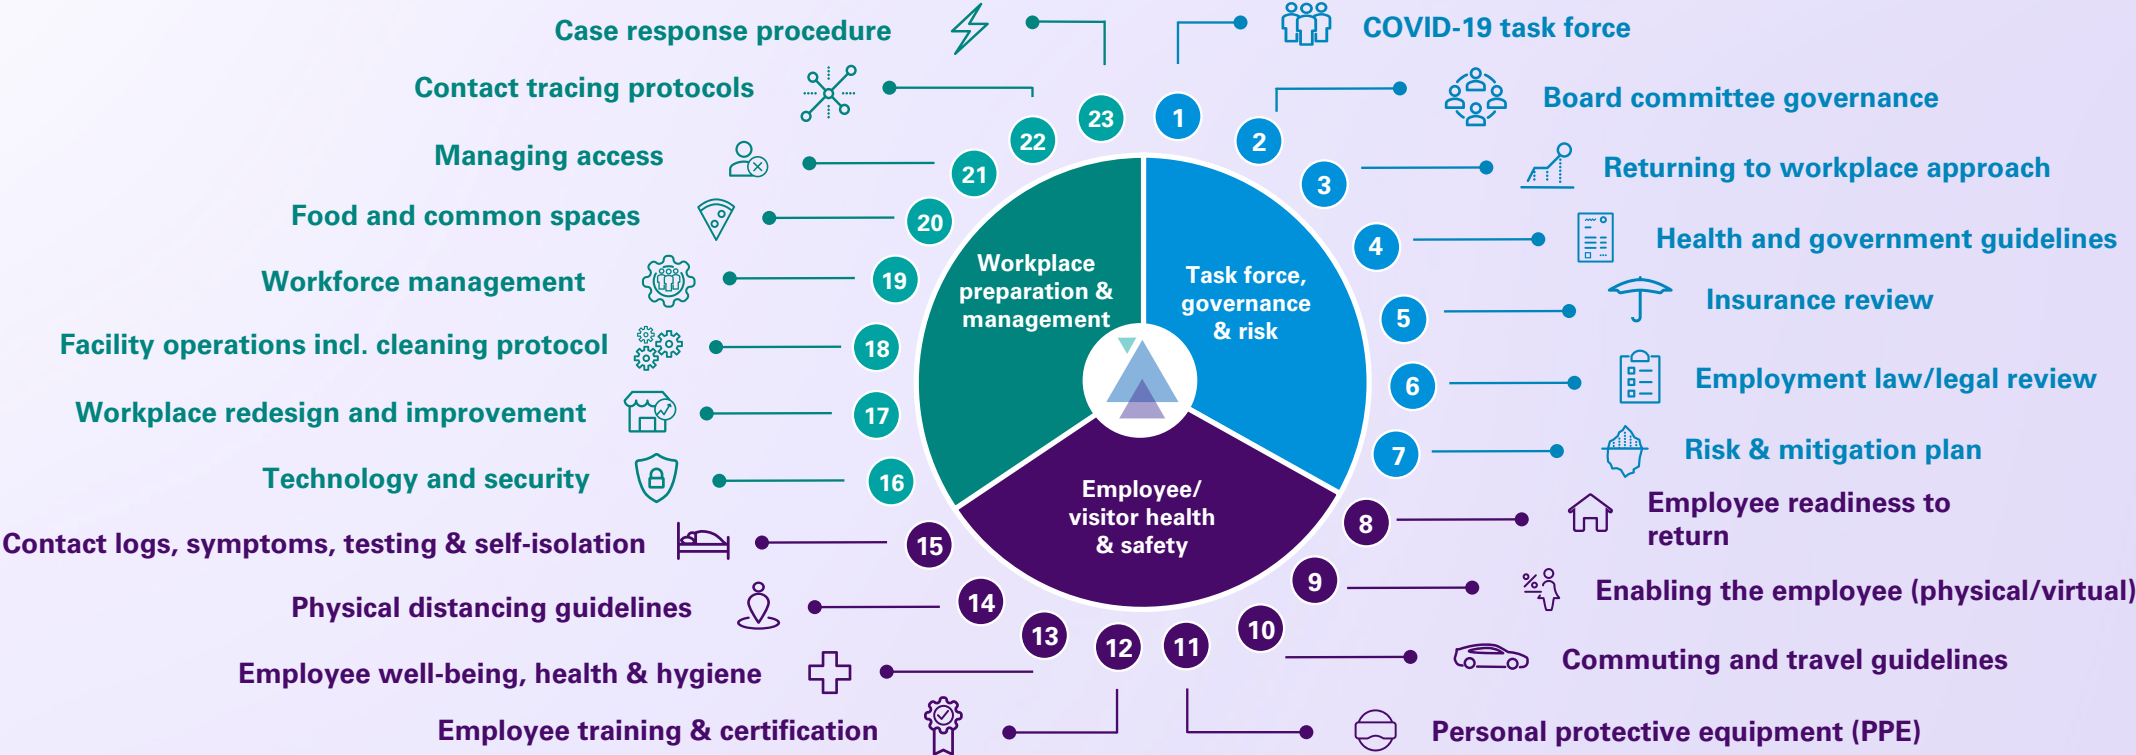 1
COVID-19 task force
2
Board committee governance
3
Returning to workplace approach
4
Health and government guidelines
5
Insurance review
6
Employment law/legal review
7
Risk & mitigation plan
8
Employee readiness to
return
9
Enabling the employee (physical/virtual)
10
Commuting and travel guidelines
11
Personal protective equipment (PPE)
12
Employee training & certification
13
Employee well-being, health & hygiene
14
Physical distancing guidelines
15
Contact logs, symptoms, testing & self-isolation
16
Technology and security
17
Workplace redesign and improvement
18
Facility operations incl. cleaning protocol
19
Workforce management
20
Food and common spaces
21
Managing access
22
Contact tracing protocols
23
Case response procedure
Task force,
governance
& risk
Employee/
visitor health
& safety
Workplace
preparation &
management
%